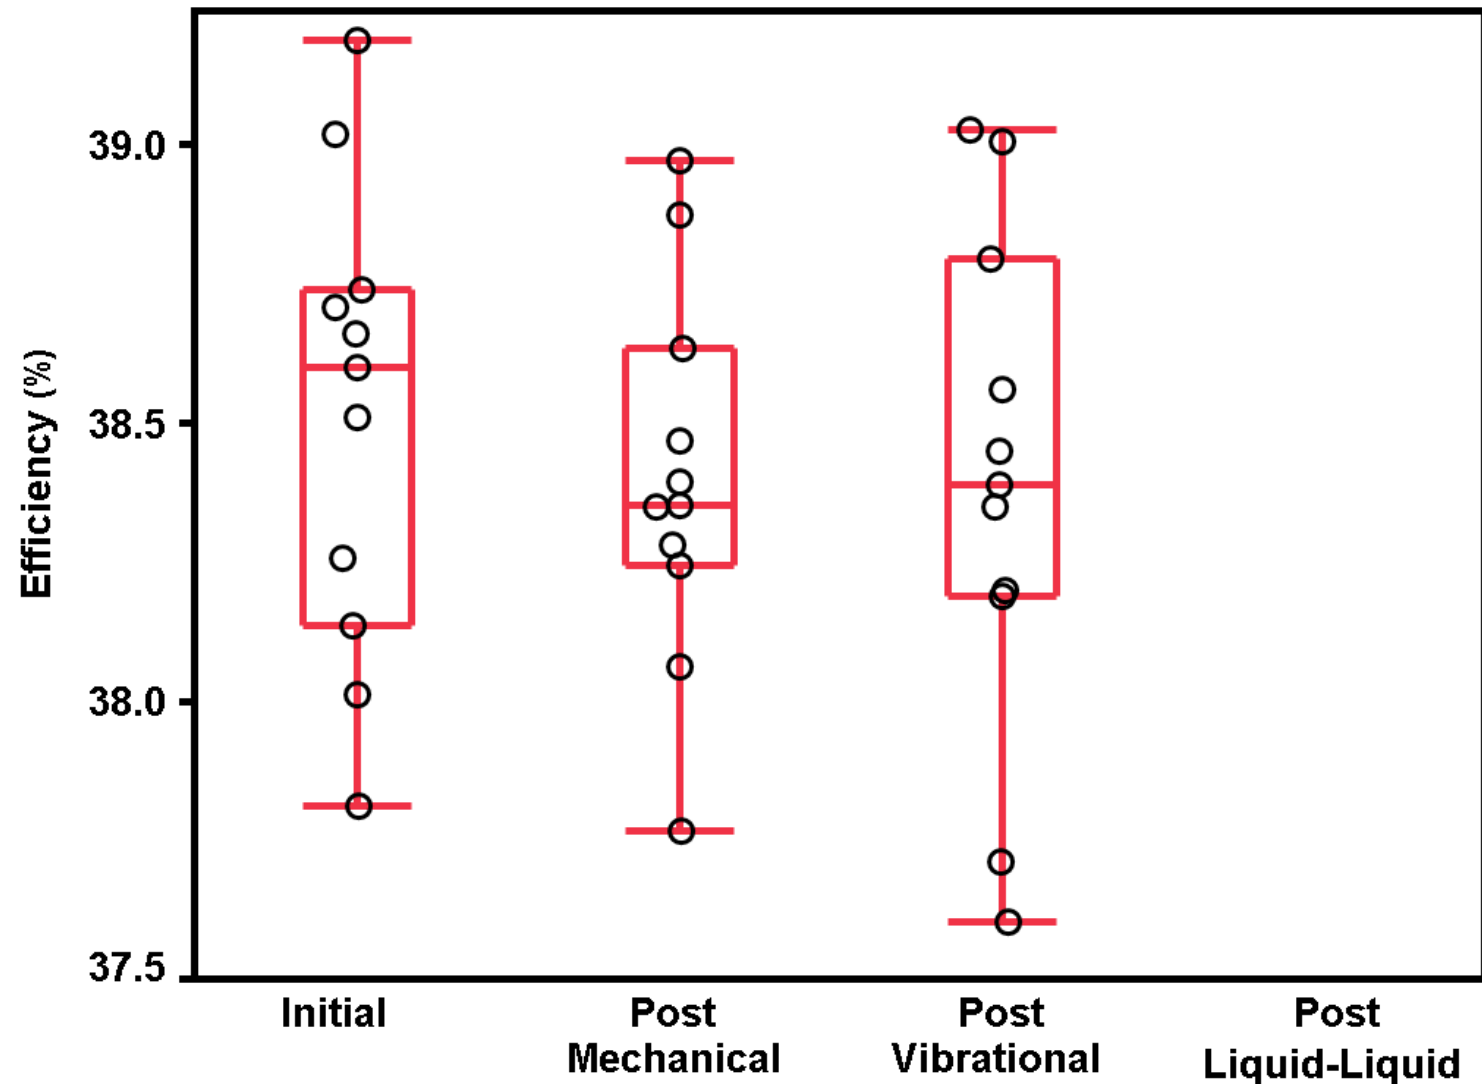 Efficiency (%)
39.0
38.5
38.0
37.5
Initial
Post
Mechanical
Post
Vibrational
Post
Liquid-Liquid